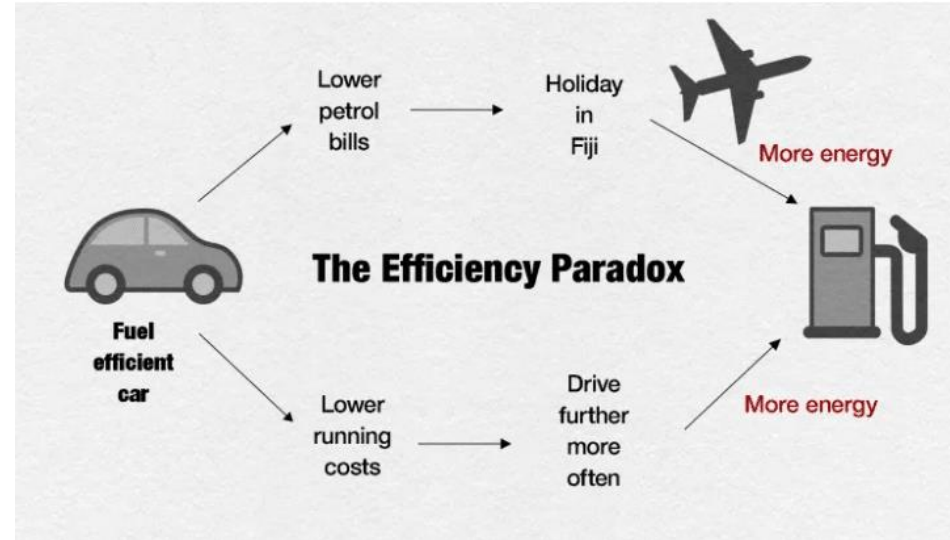 Lower
petrol
bills
Holiday
in
Fiji
More energy
The Efficiency Paradox
Fuel
efficient
car
Lower
running
costs
Drive
further
more
often
More energy